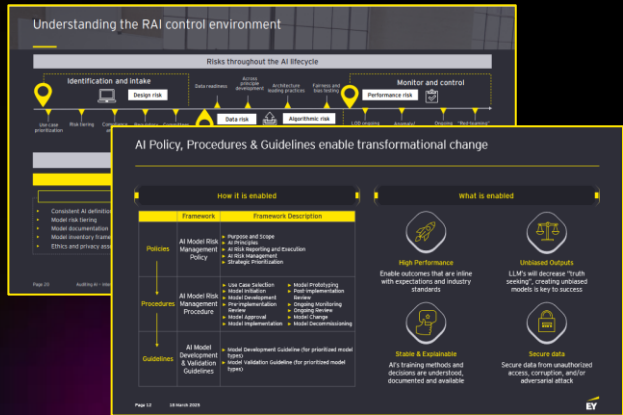 Understanding the RAI control environment
Risks throughout the AI lifecycle
Identification and intake
Design risk
Data readiness
Across
principle
development
Architecture
leading practices
Fairness and
bias testing
Monitor and control
Performance risk
Data risk
Algorithmic risk
Use case
prioritization
Risk tiering
Ongoing
"Red teaming"
Consistent AI definition
Model risk tiering
Model documentation
Model inventory
Ethics and privacy
Page 20
Auditing AI
AI Policy, Procedures & Guidelines enable transformational change
How it is enabled
Framework
Framework Description
Policies
AI Model Risk
Management
Policy
► Purpose and Scope
► AI Principles
► AI Risk Reporting and Execution
► AI Risk Management
► Strategic Prioritization
Procedures
AI Model Risk
Management
Procedure
► Use Case Selection
► Model Initiation
► Model Development
► Pre-Implementation
Review
► Model Approval
► Model Implementation
► Model Prototyping
► Post-Implementation
Review
► Ongoing Monitoring
► Ongoing Review
► Model Change
► Model Decommissioning
Guidelines
AI Model
Development
& Validation
Guidelines
► Model Development Guideline (for prioritized model
types)
► Model Validation Guideline (for prioritized model
types)
What is enabled
High Performance
Enable outcomes that are inline
with expectations and industry
standards
Unbiased Outputs
LLM's will decrease "truth
seeking", creating unbiased
models is key to success
Stable & Explainable
AI's training methods and
decisions are understood,
documented and available
Secure data
Secure data from unauthorized
access, corruption, and/or
adversarial attack
Page 12
18 March 2025
EY